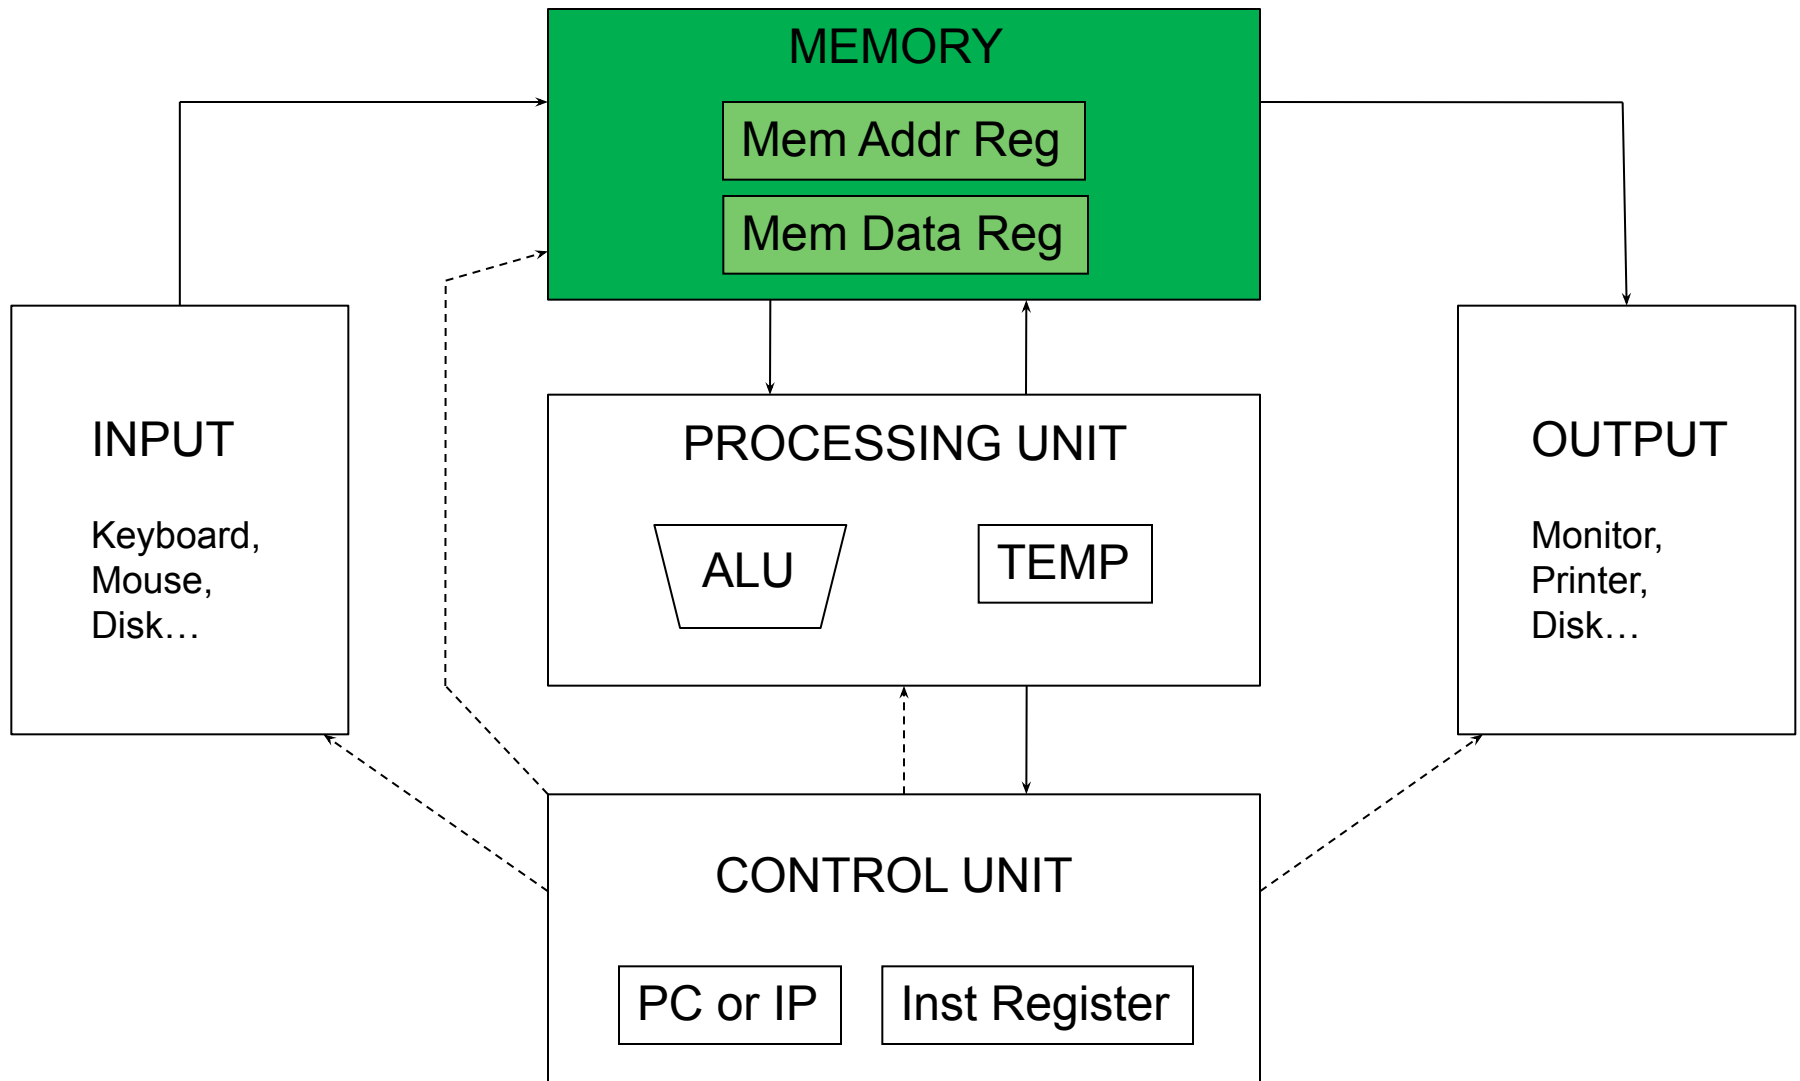 MEMORY
Mem Addr Reg
Mem Data Reg
INPUT
Keyboard,
Mouse,
Disk…
PROCESSING UNIT
ALU
TEMP
OUTPUT
Monitor,
Printer,
Disk…
CONTROL UNIT
PC or IP
Inst Register